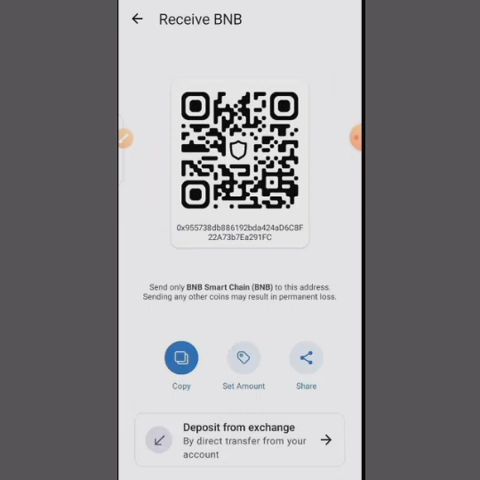 Receive BNB
0x955738db886192bda424aD6C8F
22A73b7Ea291FC
Send only BNB Smart Chain (BNB) to this address.
Sending any other coins may result in permanent loss.
Copy
Set Amount
Share
Deposit from exchange
By direct transfer from your
account